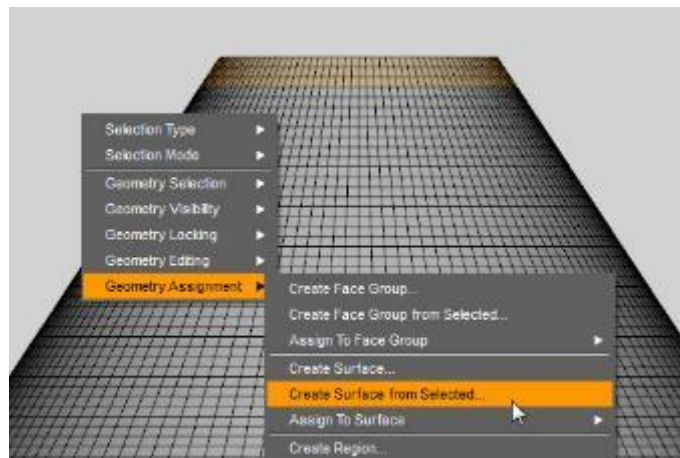 Selection Type
Selection Mode
Geometry Selection
Geometry Visibility
Geometry Locking
Geometry Editing
Geometry Assignment
Create Face Group...
Create Face Group from Selected...
Assign To Face Group
Create Surface...
Create Surface from Selected...
Assign To Surface
Create Region...